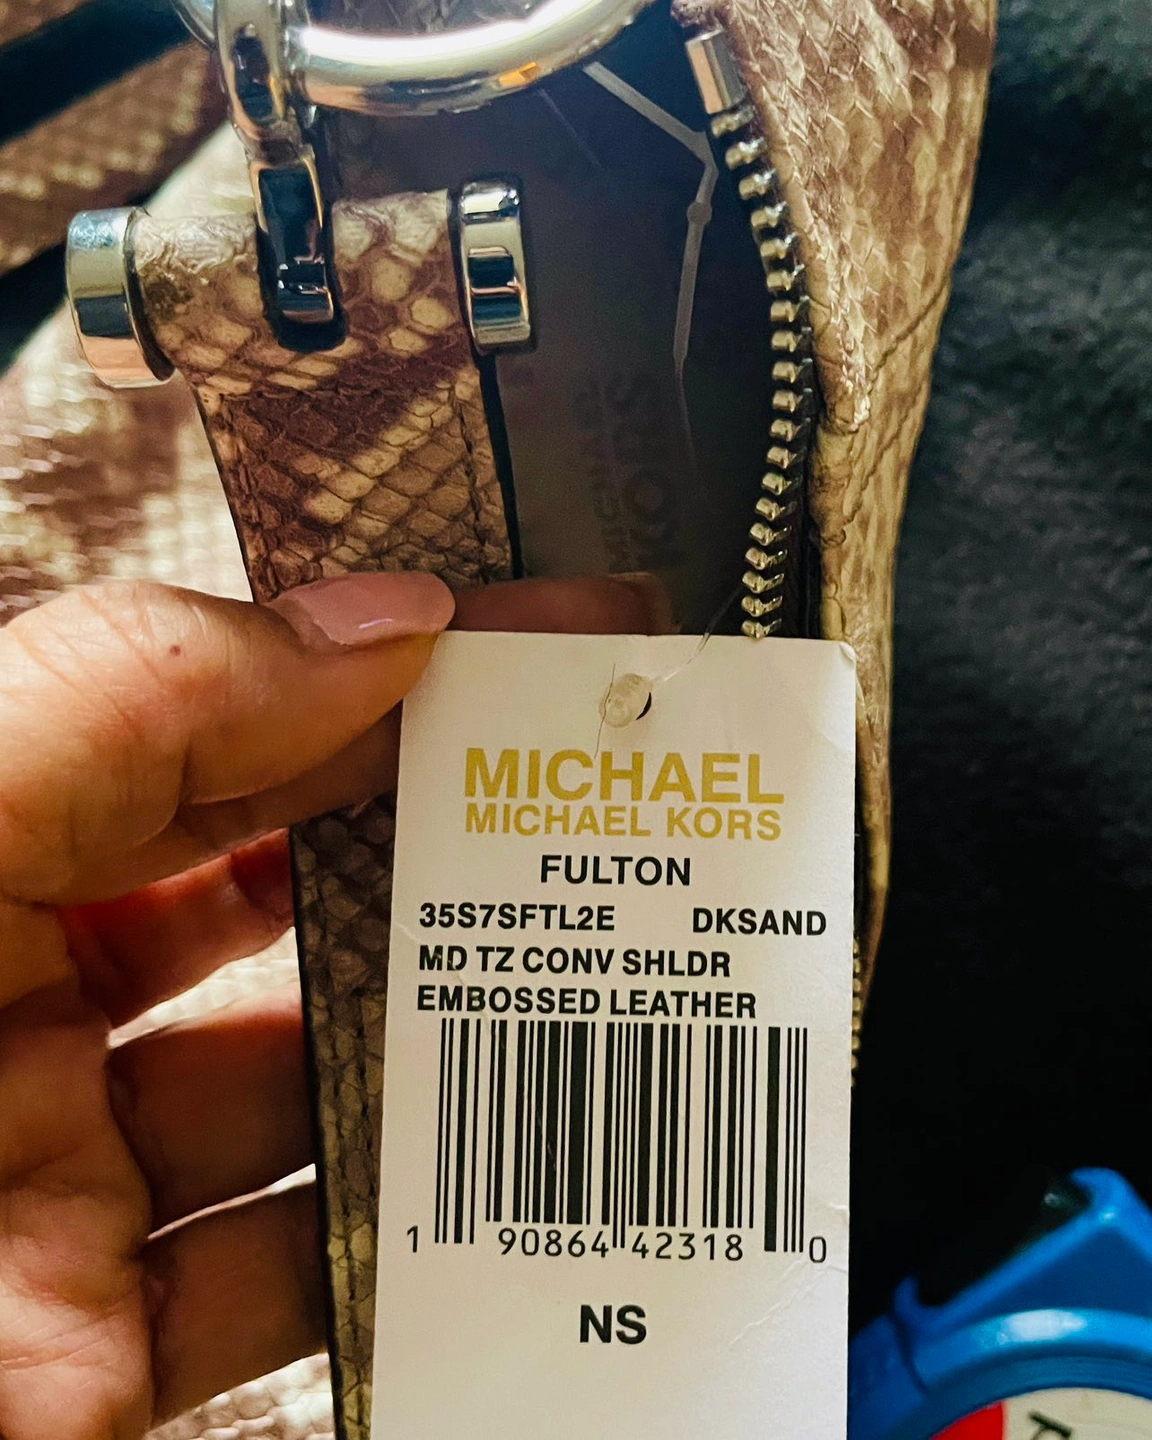 MICHAEL
MICHAEL KORS
FULTON
35S7SFTL2E DKSAND
MD TZ CONV SHLDR
EMBOSSED LEATHER
1 90864 42318 0
NS